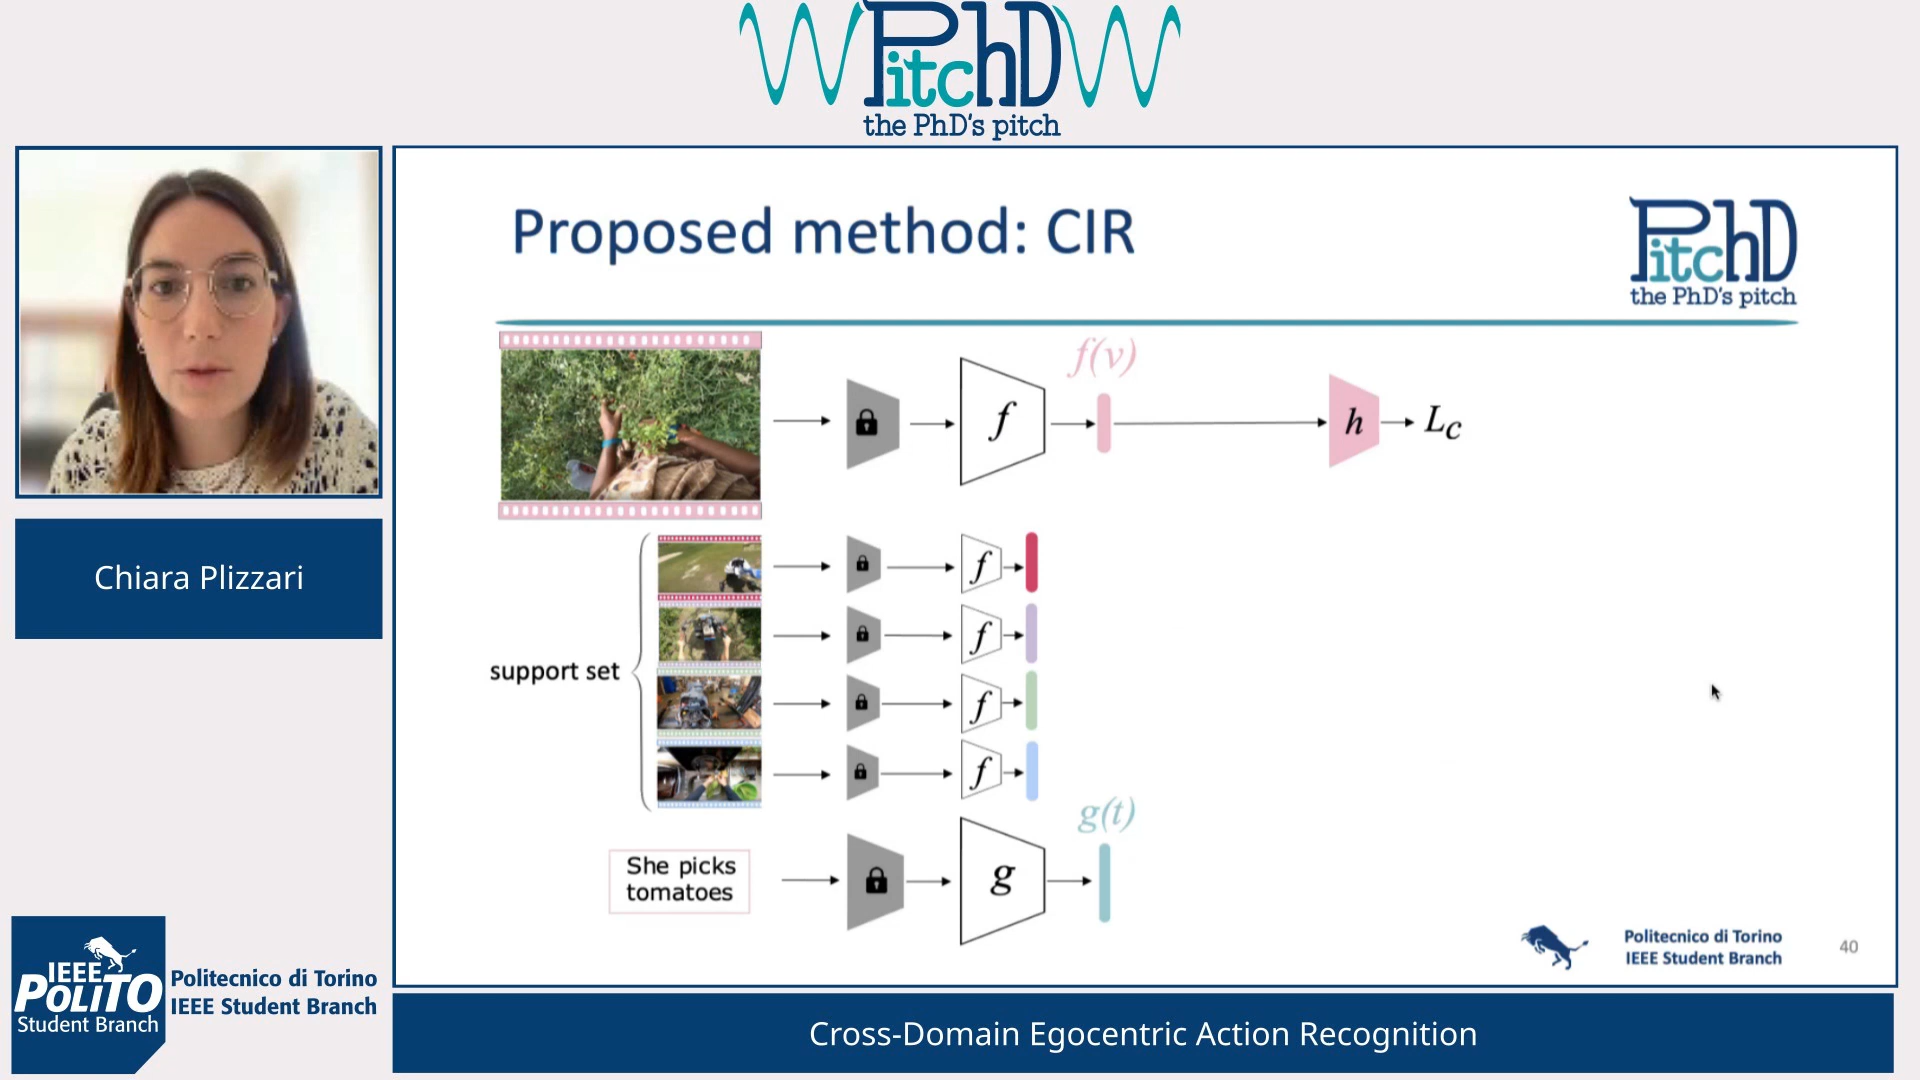 W PitchD W
the PhD's pitch
Proposed method: CIR
PitchD
the PhD's pitch
f(v)
f
h
Lc
f
f
support set
f
f
g(t)
She picks
tomatoes
g
Politecnico di Torino
IEEE Student Branch
40
Chiara Plizzari
IEEE
POLITO
Student Branch
Politecnico di Torino
IEEE Student Branch
Cross-Domain Egocentric Action Recognition